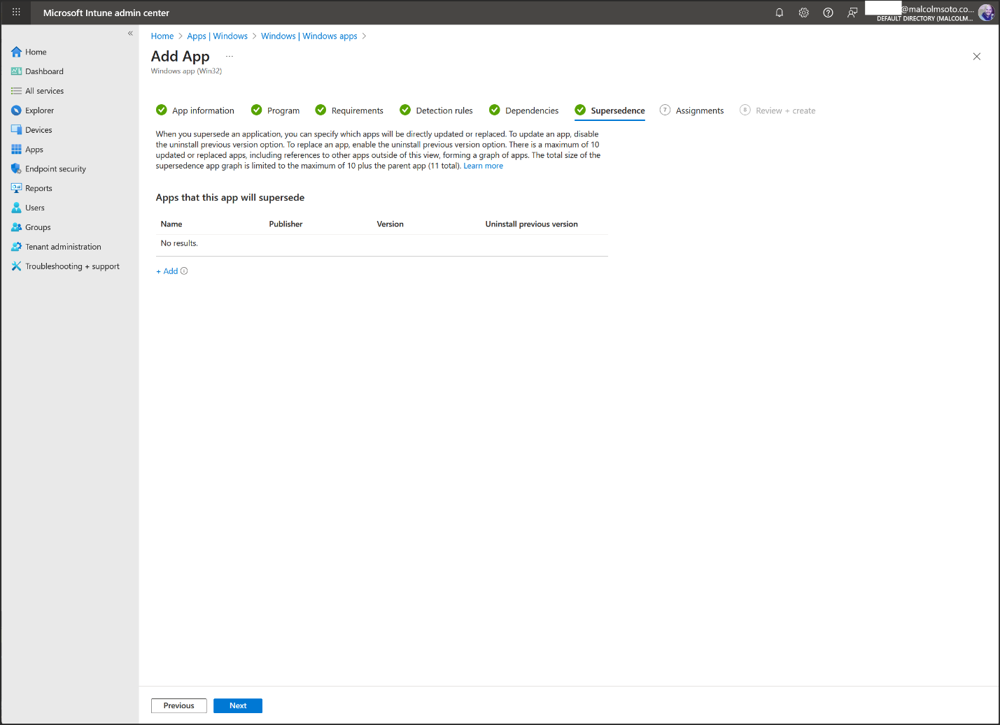 Microsoft Intune admin center
@malcolmsoto.co...
DEFAULT DIRECTORY (MALCOLM...
«
Home
Dashboard
All services
Explorer
Devices
Apps
Endpoint security
Reports
Users
Groups
Tenant administration
Troubleshooting + support
Home > Apps | Windows > Windows | Windows apps >
Add App ...
Windows app (Win32)
App information
Program
Requirements
Detection rules
Dependencies
Supersedence
7 Assignments
8 Review + create
When you supersede an application, you can specify which apps will be directly updated or replaced. To update an app, disable
the uninstall previous version option. To replace an app, enable the uninstall previous version option. There is a maximum of 10
updated or replaced apps, including references to other apps outside of this view, forming a graph of apps. The total size of the
supersedence app graph is limited to the maximum of 10 plus the parent app (11 total). Learn more
Apps that this app will supersede
Name Publisher Version Uninstall previous version
No results.
+ Add
Previous
Next